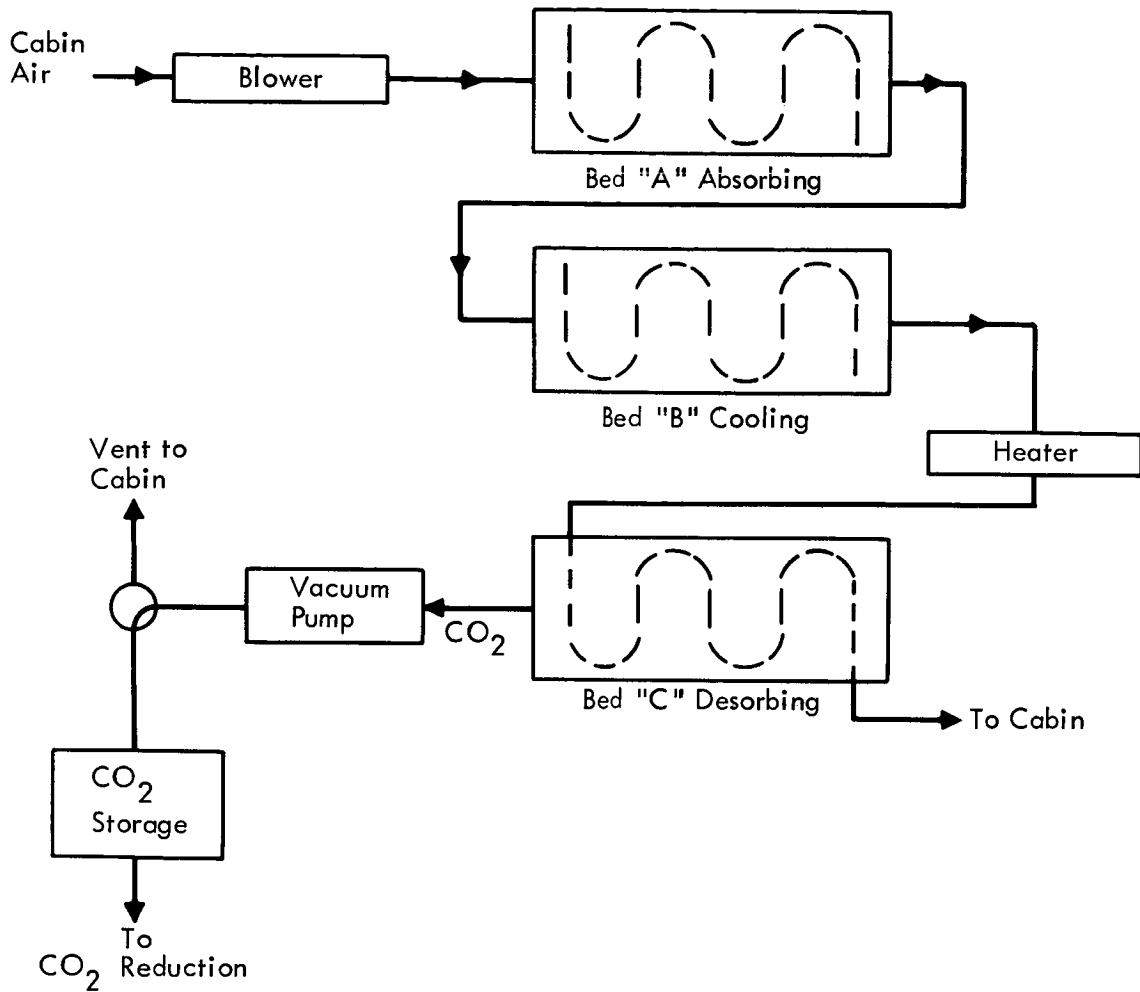 Cabin
Air
Blower
Bed "A" Absorbing
Bed "B" Cooling
Heater
Vent to
Cabin
Vacuum
Pump
CO2
Bed "C" Desorbing
To Cabin
CO2
Storage
To
CO2 Reduction